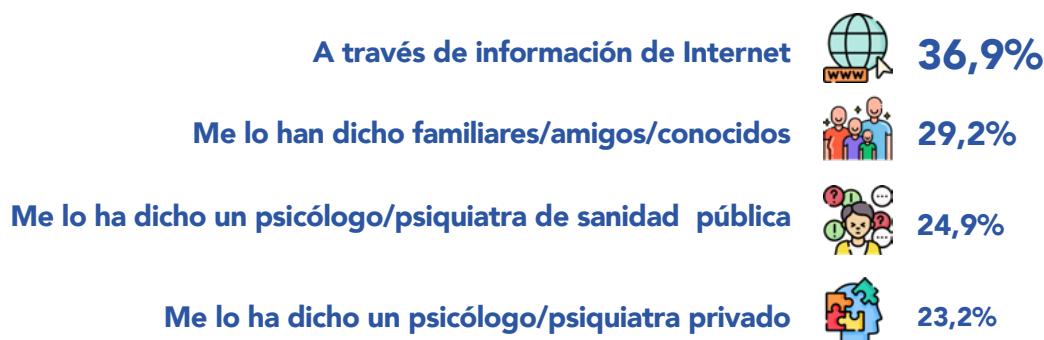 A través de información de Internet 36,9%
WWW
Me lo han dicho familiares/amigos/conocidos 29,2%
Me lo ha dicho un psicólogo/psiquiatra de sanidad pública 24,9%
Me lo ha dicho un psicólogo/psiquiatra privado 23,2%